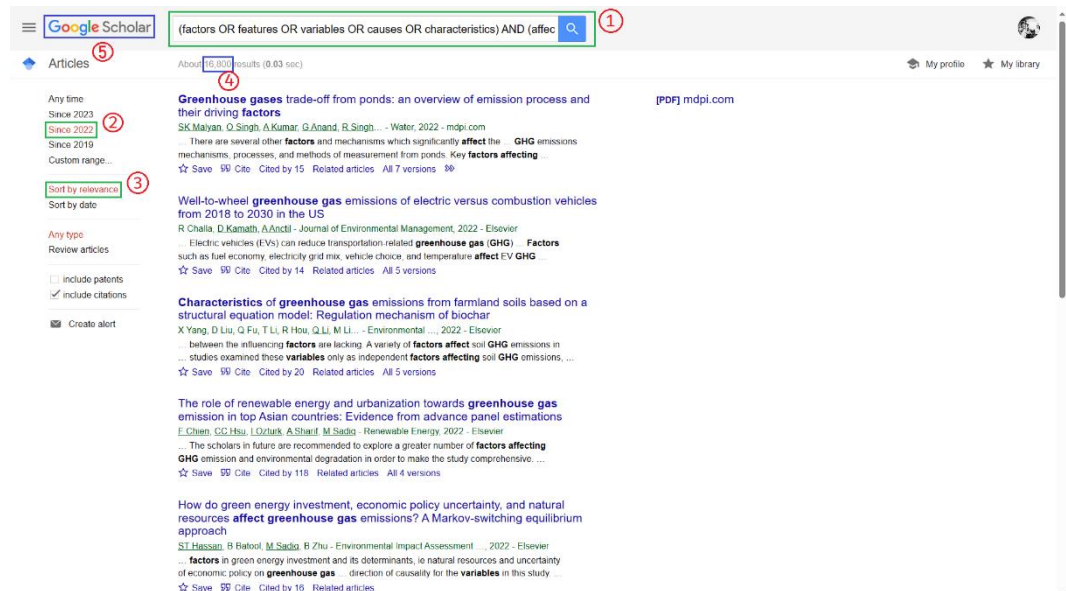 Google Scholar
(factors OR features OR variables OR causes OR characteristics) AND (affec
1
5
Articles
About 16,800 results (0.03 sec)
My profile
My library
4
Any time
Since 2023
Since 2022
2
Since 2019
Custom range...
Sort by relevance
3
Sort by date
Any type
Review articles
include patents
include citations
Create alert
Greenhouse gases trade-off from ponds: an overview of emission process and
their driving factors
SK Malyan, O Singh, A Kumar, G Anand, R Singh... - Water, 2022 - mdpi.com
... There are several other factors and mechanisms which significantly affect the ... GHG emissions
mechanisms, processes, and methods of measurement from ponds. Key factors affecting ...
Save Cite Cited by 15 Related articles All 7 versions
[PDF] mdpi.com
Well-to-wheel greenhouse gas emissions of electric versus combustion vehicles
from 2018 to 2030 in the US
R Challa, D Kamath, A Anctil - Journal of Environmental Management, 2022 - Elsevier
... Electric vehicles (EVs) can reduce transportation-related greenhouse gas (GHG) ... Factors
such as fuel economy, electricity grid mix, vehicle choice, and temperature affect EV GHG ...
Save Cite Cited by 14 Related articles All 5 versions
Characteristics of greenhouse gas emissions from farmland soils based on a
structural equation model: Regulation mechanism of biochar
X Yang, D Liu, Q Fu, T Li, R Hou, Q Li, M Li... - Environmental ..., 2022 - Elsevier
... between the influencing factors are lacking. A variety of factors affect soil GHG emissions in
... studies examined these variables only as independent factors affecting soil GHG emissions, ...
Save Cite Cited by 20 Related articles All 5 versions
The role of renewable energy and urbanization towards greenhouse gas
emission in top Asian countries: Evidence from advance panel estimations
F Chien, CC Hsu, I Ozturk, A Sharif, M Sadiq - Renewable Energy, 2022 - Elsevier
... The scholars in future are recommended to explore a greater number of factors affecting
GHG emission and environmental degradation in order to make the study comprehensive. ...
Save Cite Cited by 118 Related articles All 4 versions
How do green energy investment, economic policy uncertainty, and natural
resources affect greenhouse gas emissions? A Markov-switching equilibrium
approach
ST Hassan, B Batool, M Sadiq, B Zhu - Environmental Impact Assessment ..., 2022 - Elsevier
... factors in green energy investment and its determinants, ie natural resources and uncertainty
of economic policy on greenhouse gas ... direction of causality for the variables in this study ...
Save Cite Cited by 16 Related articles